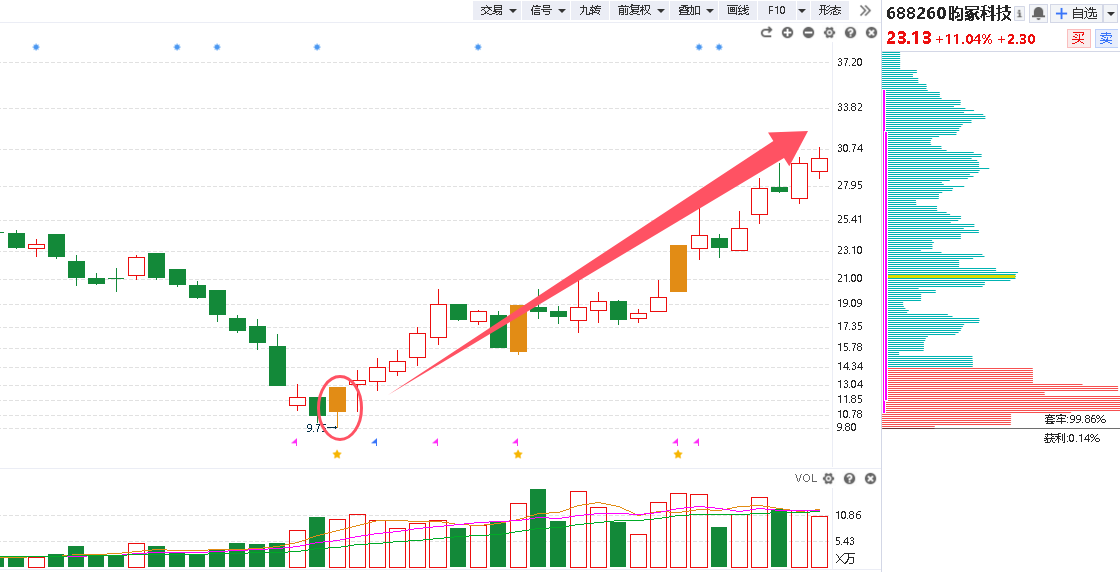 交易 信号 九转 前复权 叠加 画线 F10 形态
688260昀冢科技 自选
23.13 +11.04% +2.30 买 卖
37.20
33.82
30.74
27.95
25.41
23.10
21.00
19.09
17.35
15.78
14.34
13.04
11.85
10.78
9.80
套牢:99.86%
获利:0.14%
VOL
10.86
5.43
X万